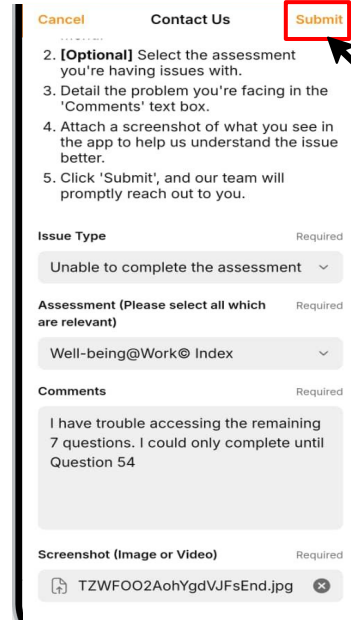 Cancel Contact Us Submit
2. [Optional] Select the assessment
you're having issues with.
3. Detail the problem you're facing in the
'Comments' text box.
4. Attach a screenshot of what you see in
the app to help us understand the issue
better.
5. Click 'Submit', and our team will
promptly reach out to you.
Issue Type Required
Unable to complete the assessment
Assessment (Please select all which Required
are relevant)
Well-being@Work© Index
Comments Required
I have trouble accessing the remaining
7 questions. I could only complete until
Question 54
Screenshot (Image or Video) Required
TZWFOO2AohYgdVJFsEnd.jpg